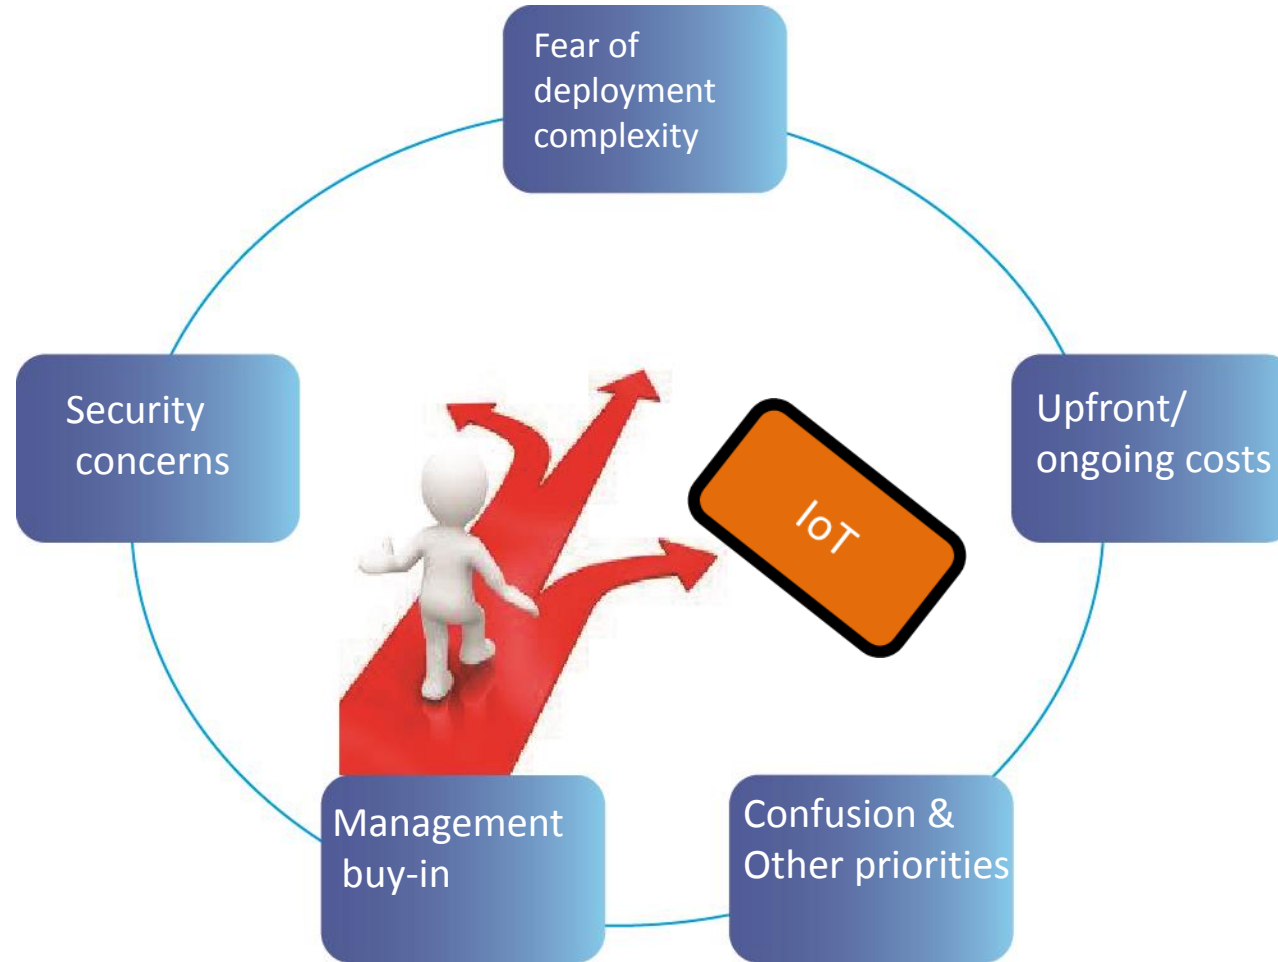 Fear of
deployment
complexity
Security
concerns
Upfront/
ongoing costs
IoT
Management
buy-in
Confusion &
Other priorities